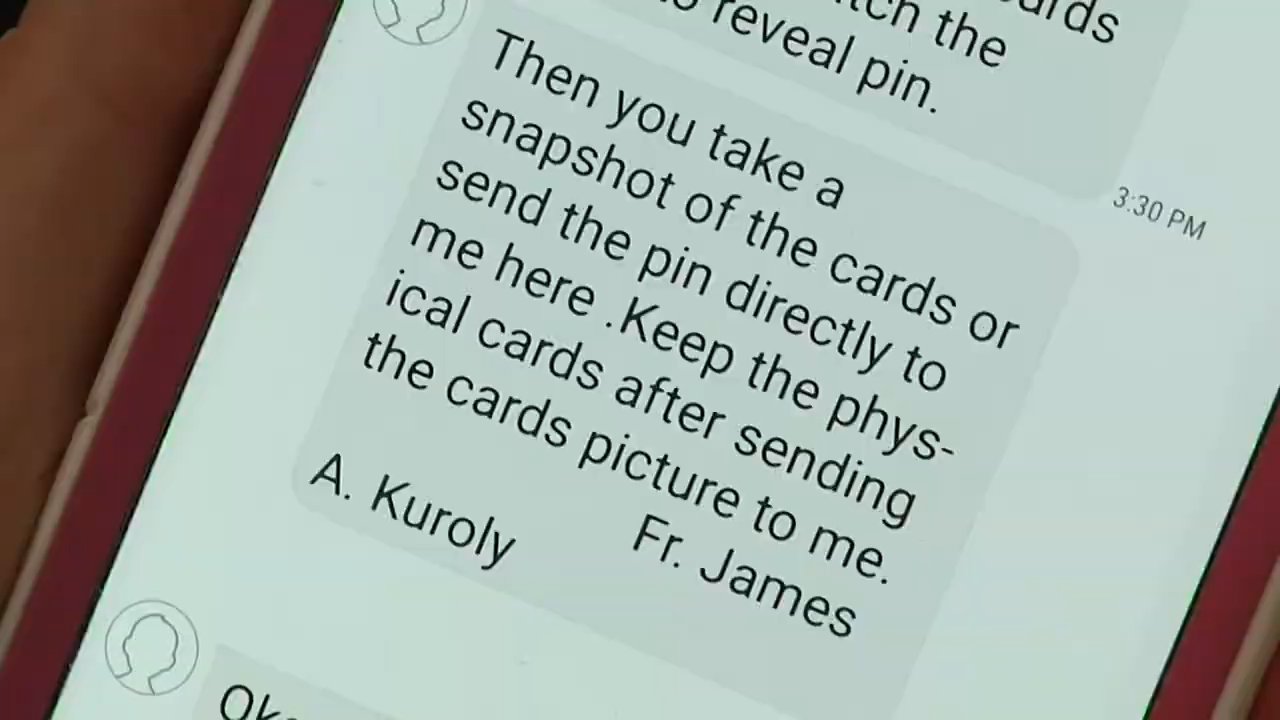 the
reveal pin.
3:30 PM
Then you take a
snapshot of the cards or
send the pin directly to
me here .Keep the phys-
ical cards after sending
the cards picture to me.
Fr. James
A. Kuroly